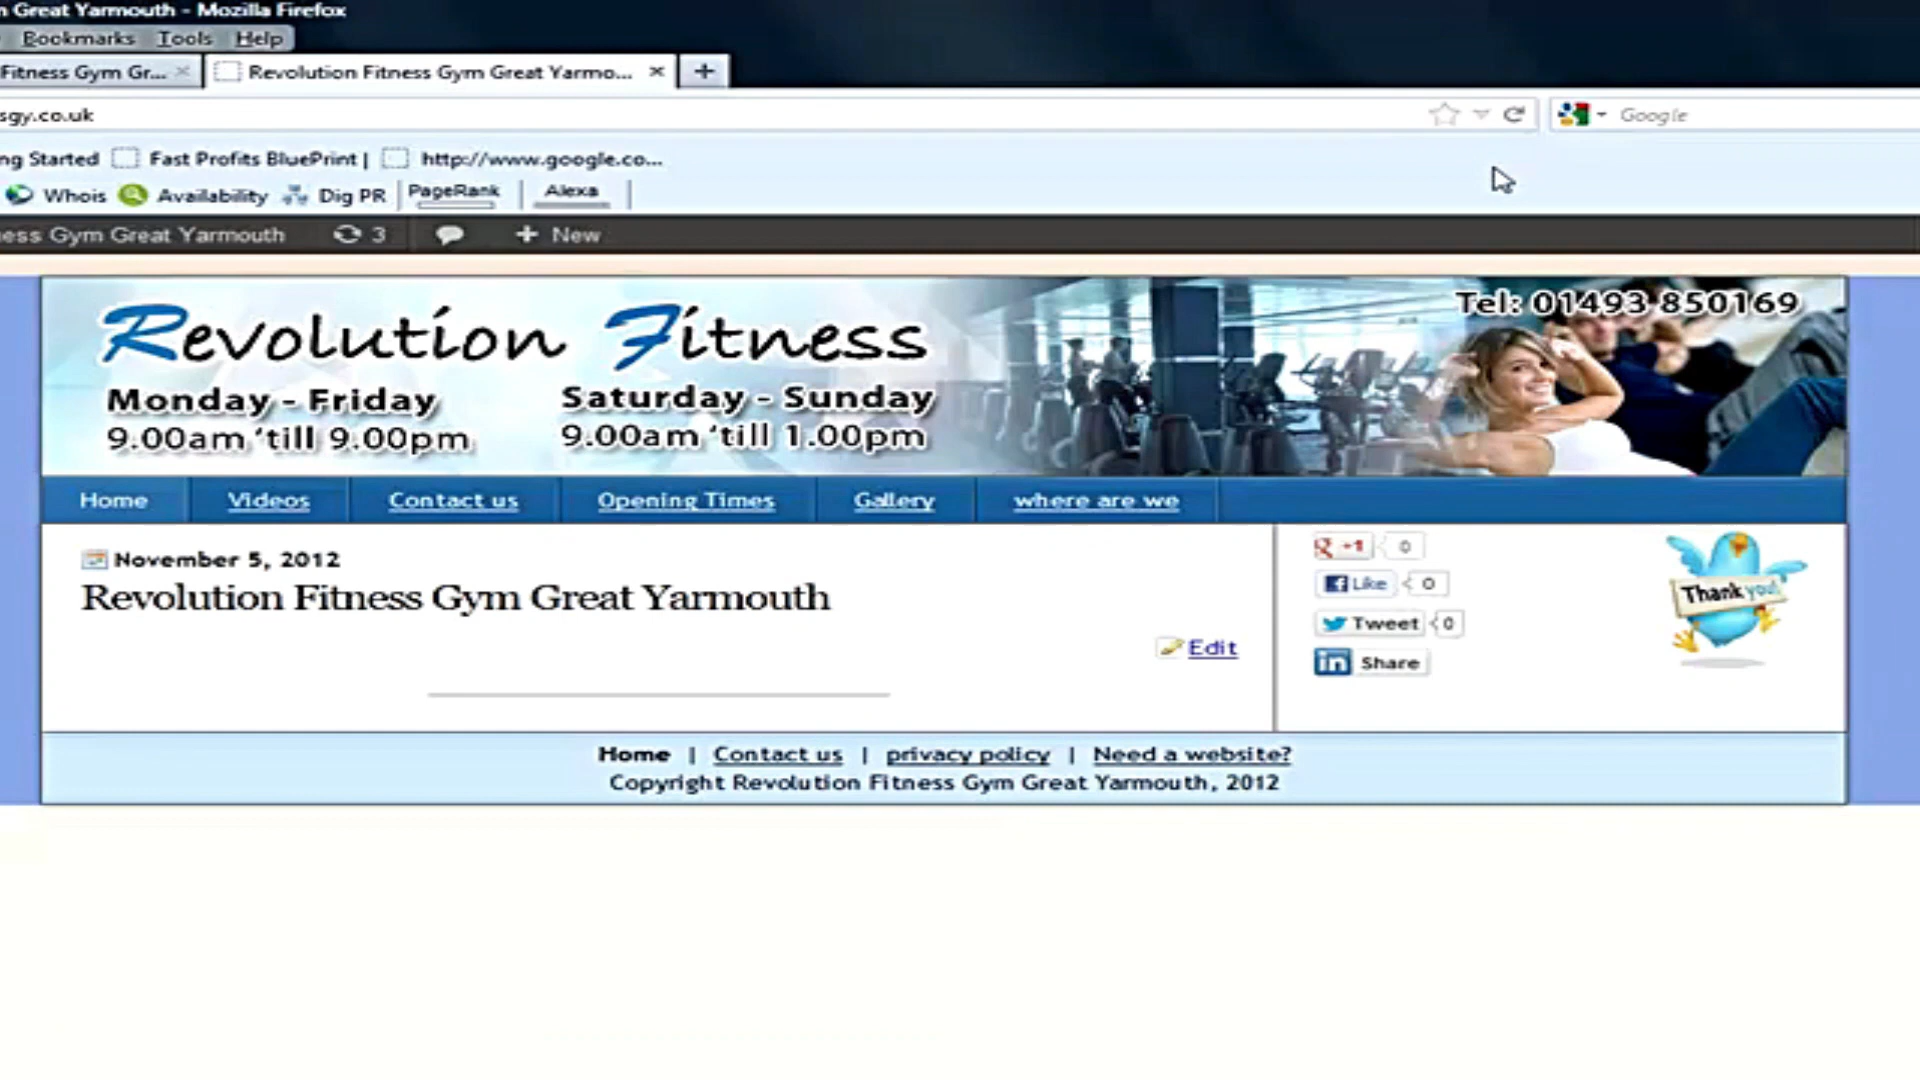 Great Yarmouth - Mozilla Firefox
Bookmarks Tools Help
Fitness Gym Gr... Revolution Fitness Gym Great Yarmo...
sgy.co.uk Google
ng Started Fast Profits BluePrint | http://www.google.co...
Whois Availability Dig PR PageRank Alexa
ess Gym Great Yarmouth 3 New
Tel: 01493 850169
Revolution Fitness
Monday - Friday Saturday - Sunday
9.00am 'till 9.00pm 9.00am 'till 1.00pm
Home Videos Contact us Opening Times Gallery where are we
November 5, 2012
Revolution Fitness Gym Great Yarmouth
Edit
+1 0
Like 0
Tweet 0
in Share
Thank you!
Home | Contact us | privacy policy | Need a website?
Copyright Revolution Fitness Gym Great Yarmouth, 2012